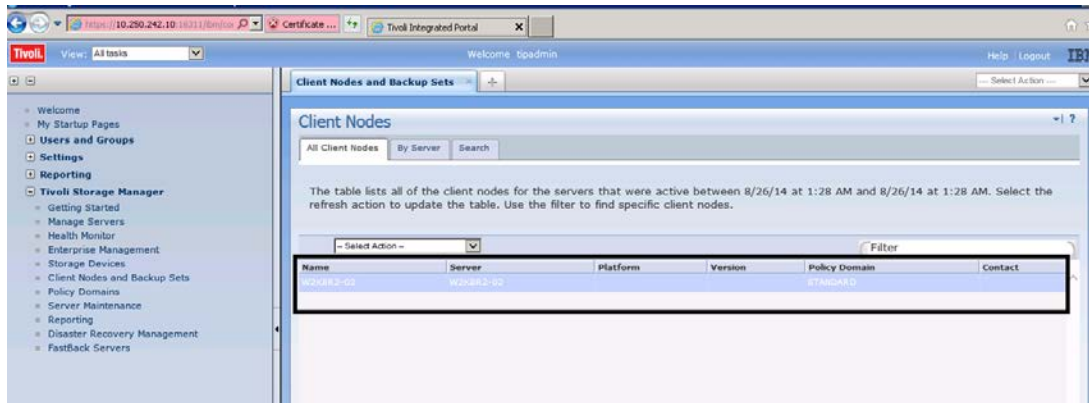 https://10.250.242.10:16311/ibm/co
Certificate ...
Tivoli Integrated Portal
Tivoli. View: All tasks Welcome tipadmin Help Logout IBM
Client Nodes and Backup Sets
-- Select Action --
Welcome
My Startup Pages
Users and Groups
Settings
Reporting
Tivoli Storage Manager
Getting Started
Manage Servers
Health Monitor
Enterprise Management
Storage Devices
Client Nodes and Backup Sets
Policy Domains
Server Maintenance
Reporting
Disaster Recovery Management
FastBack Servers
Client Nodes
All Client Nodes By Server Search
The table lists all of the client nodes for the servers that were active between 8/26/14 at 1:28 AM and 8/26/14 at 1:28 AM. Select the
refresh action to update the table. Use the filter to find specific client nodes.
-- Select Action -- Filter
Name Server Platform Version Policy Domain Contact
W2K8R2-02 STANDARD